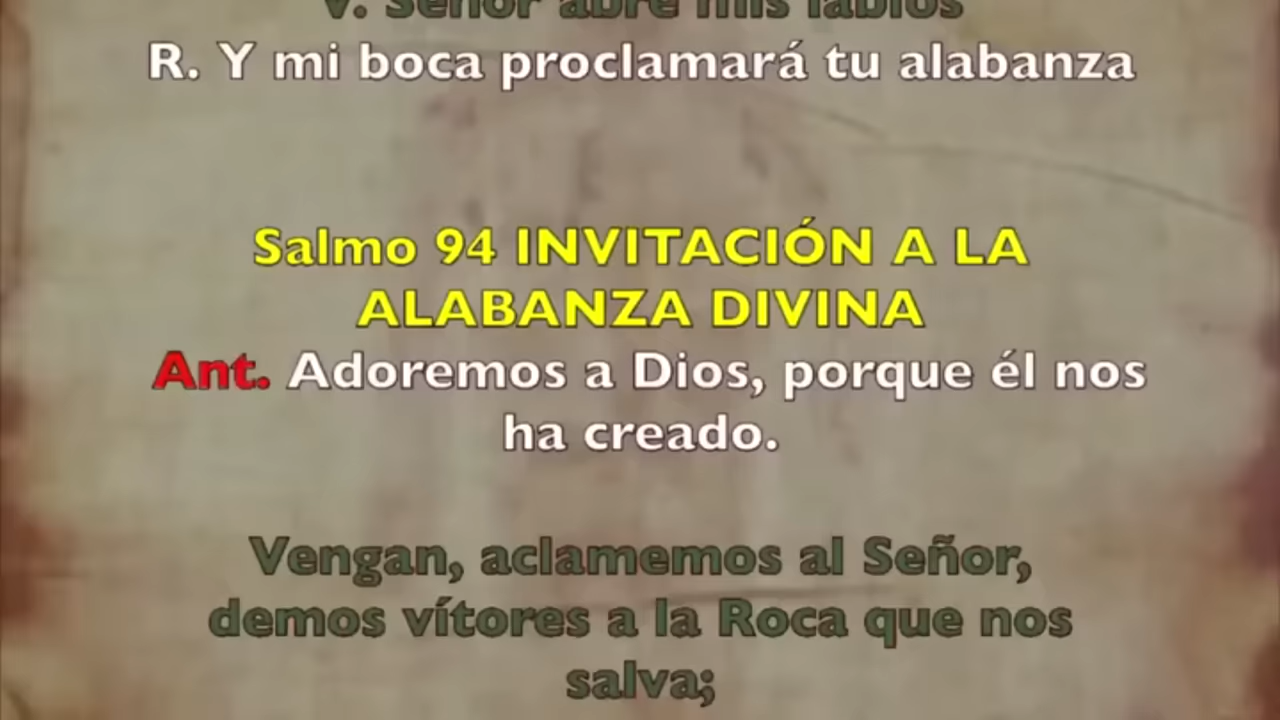 V. Señor abre mis labios
R. Y mi boca proclamará tu alabanza
Salmo 94 INVITACIÓN A LA
ALABANZA DIVINA
Ant. Adoremos a Dios, porque él nos
ha creado.
Vengan, aclamemos al Señor,
demos vítores a la Roca que nos
salva;